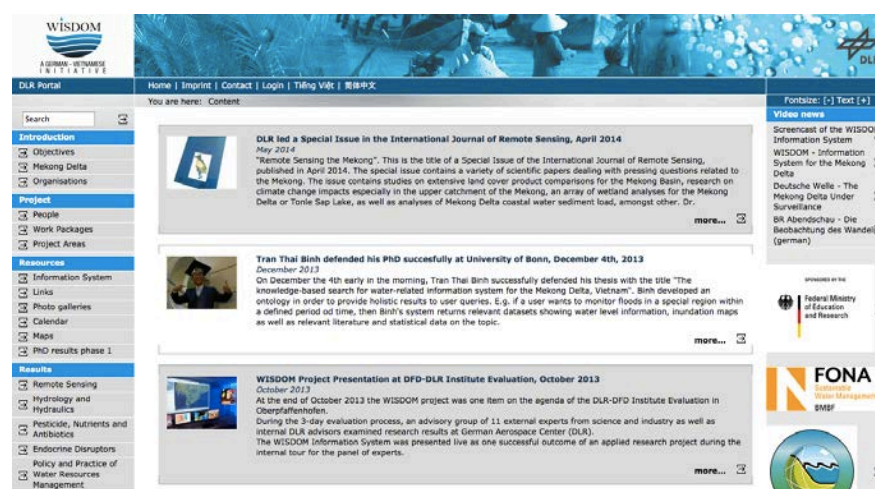 WISDOM
A GERMAN - VIETNAMESE
INITIATIVE
DLR
DLR Portal
Home | Imprint | Contact | Login | Tiếng Việt | 简体中文
Fontsize: [-] Text [+]
You are here: Content
Search
Introduction
Objectives
Mekong Delta
Organisations
Project
People
Work Packages
Project Areas
Resources
Information System
Links
Photo galleries
Calendar
Maps
PhD results phase 1
Results
Remote Sensing
Hydrology and
Hydraulics
Pesticide, Nutrients and
Antibiotics
Endocrine Disruptors
Policy and Practice of
Water Resources
Management
DLR led a Special Issue in the International Journal of Remote Sensing, April 2014
May 2014
"Remote Sensing the Mekong". This is the title of a Special Issue of the International Journal of Remote Sensing,
published in April 2014. The special issue contains a variety of scientific papers dealing with pressing questions related to
the Mekong. The issue contains studies on extensive land cover product comparisons for the Mekong Basin, research on
climate change impacts especially in the upper catchment of the Mekong, an array of wetland analyses for the Mekong
Delta or Tonle Sap Lake, as well as analyses of Mekong Delta coastal water sediment load, amongst other. Dr.
more...
Tran Thai Binh defended his PhD succesfully at University of Bonn, December 4th, 2013
December 2013
On December the 4th early in the morning, Tran Thai Binh successfully defended his thesis with the title "The
knowledge-based search for water-related information system for the Mekong Delta, Vietnam". Binh developed an
ontology in order to provide holistic results to user queries. E.g. if a user wants to monitor floods in a special region within
a defined period od time, then Binh's system returns relevant datasets showing water level information, inundation maps
as well as relevant literature and statistical data on the topic.
more...
WISDOM Project Presentation at DFD-DLR Institute Evaluation, October 2013
October 2013
At the end of October 2013 the WISDOM project was one item on the agenda of the DLR-DFD Institute Evaluation in
Oberpfaffenhofen.
During the 3-day evaluation process, an advisory group of 11 external experts from science and industry as well as
internal DLR advisors examined research results at German Aerospace Center (DLR).
The WISDOM Information System was presented live as one successful outcome of an applied research project during the
internal tour for the panel of experts.
more...
Video news
Screencast of the WISDO
Information System
WISDOM - Information
System for the Mekong
Delta
Deutsche Welle - The
Mekong Delta Under
Surveillance
BR Abendschau - Die
Beobachtung des Wandel
(german)
SPONSORED BY THE
Federal Ministry
of Education
and Research
FONA
Sustainable
Water Management
BMBF